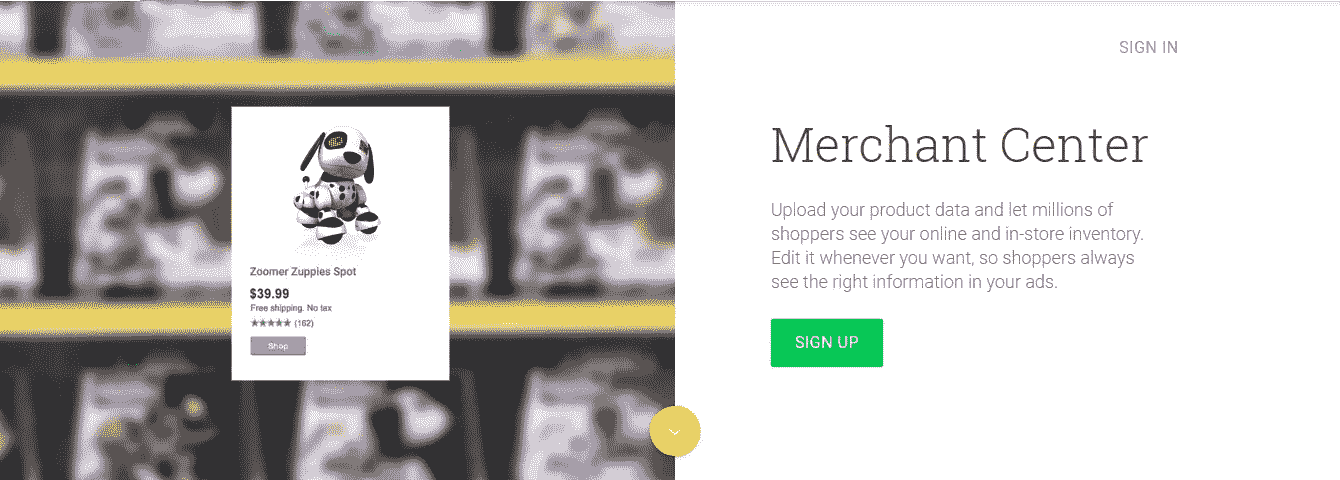 Zoomer Zuppies Spot
$39.99
Free shipping. No tax
★★★★★ (162)
Shop
SIGN IN
Merchant Center
Upload your product data and let millions of
shoppers see your online and in-store inventory.
Edit it whenever you want, so shoppers always
see the right information in your ads.
SIGN UP